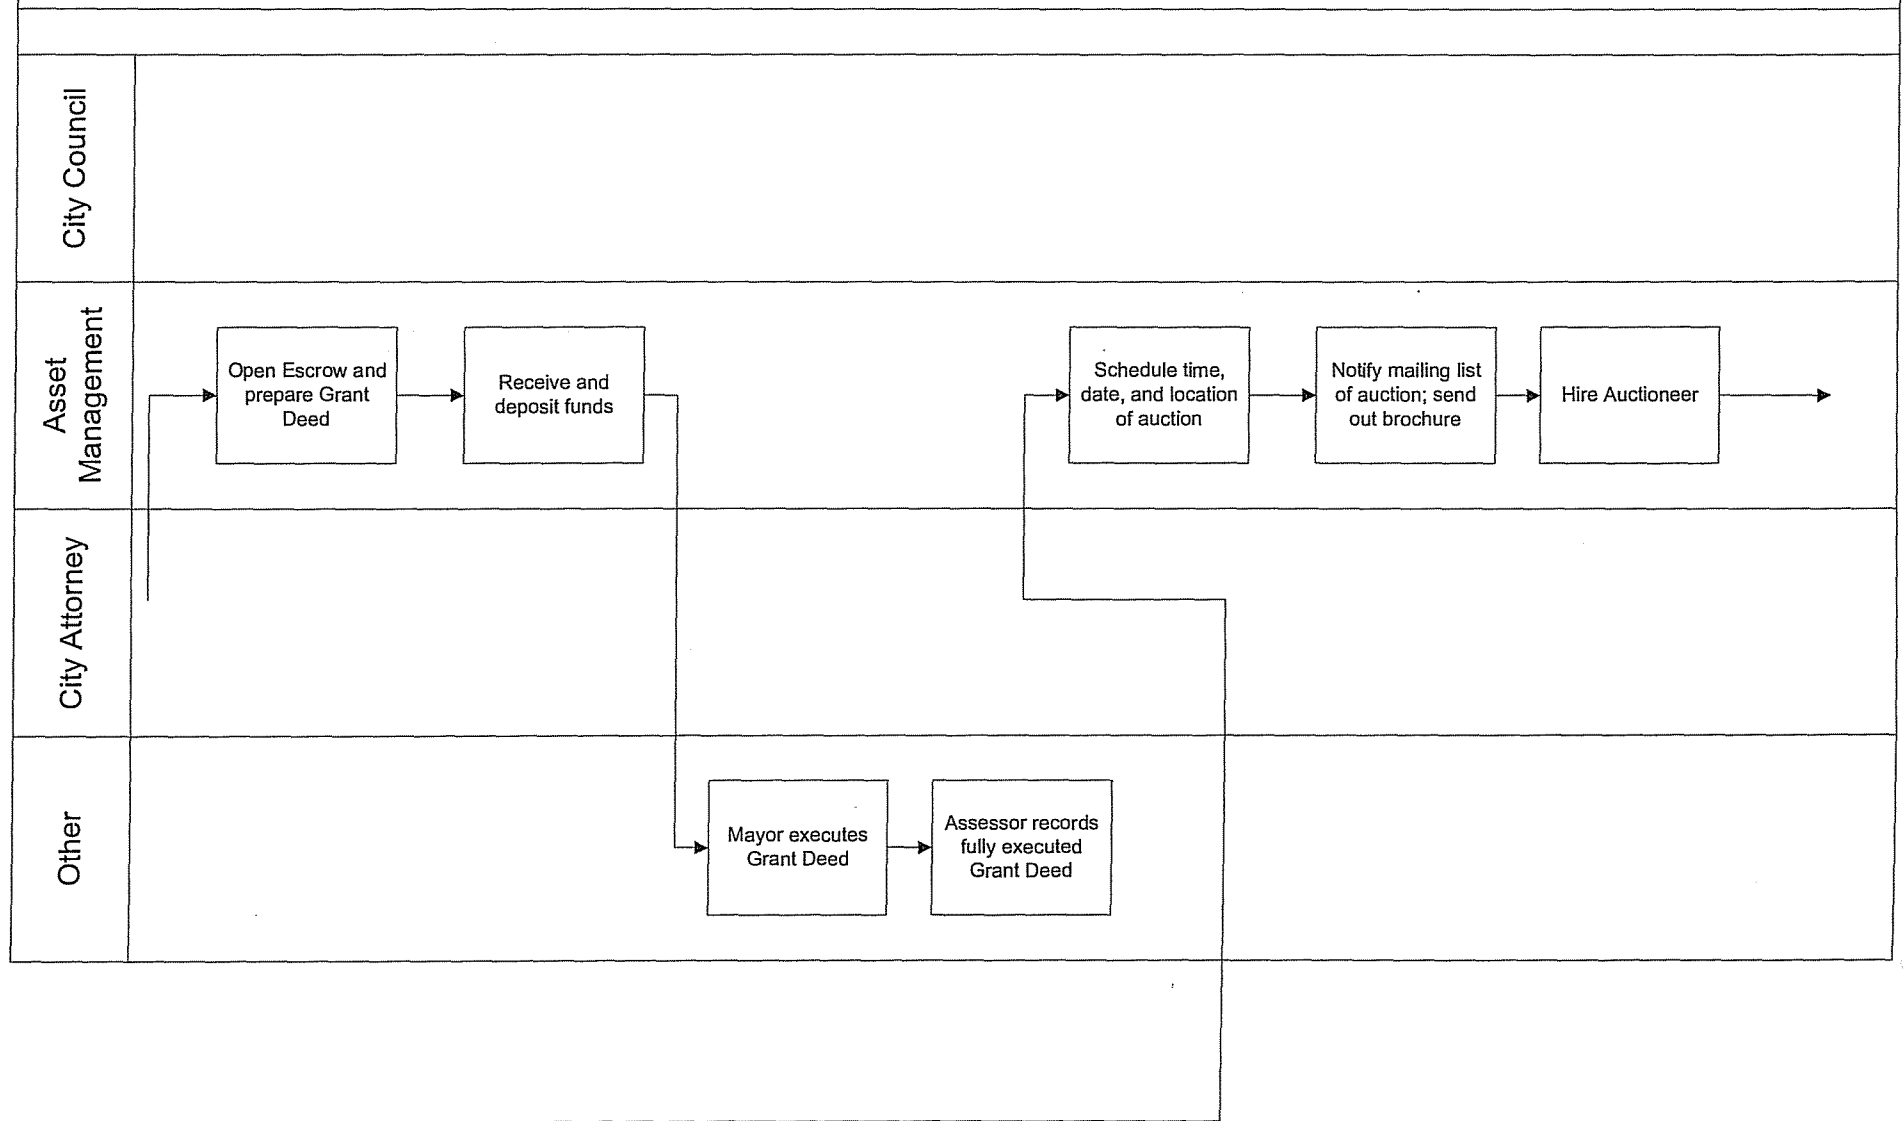 City Council
Asset
Management
Open Escrow and
prepare Grant
Deed
Receive and
deposit funds
Schedule time,
date, and location
of auction
Notify mailing list
of auction; send
out brochure
Hire Auctioneer
City Attorney
Other
Mayor executes
Grant Deed
Assessor records
fully executed
Grant Deed